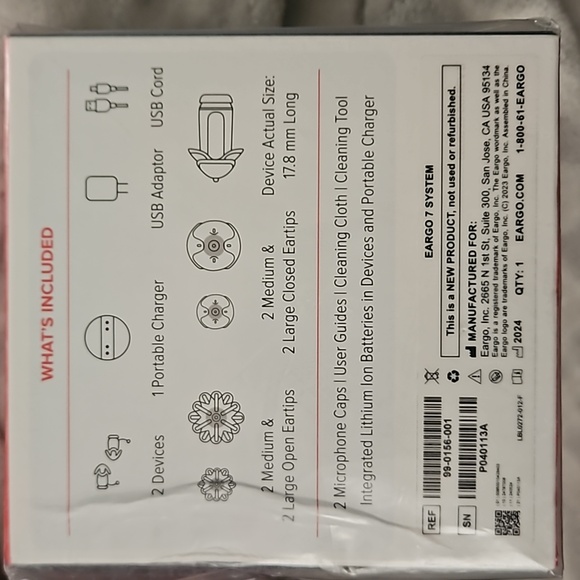 WHAT'S INCLUDED
2 Devices
1 Portable Charger
USB Adaptor
USB Cord
2 Medium &
2 Large Open Eartips
2 Medium &
2 Large Closed Eartips
Device Actual Size:
17.8 mm Long
2 Microphone Caps | User Guides | Cleaning Cloth | Cleaning Tool
Integrated Lithium Ion Batteries in Devices and Portable Charger
REF
99-0156-001
SN
P040113A
EARGO 7 SYSTEM
This is a NEW PRODUCT, not used or refurbished.
MANUFACTURED FOR:
Eargo, Inc. 2665 N 1st St, Suite 300, San Jose, CA USA 95134
Eargo is a registered trademark of Eargo, Inc. The Eargo wordmark as well as the
Eargo logo are trademarks of Eargo, Inc. (C) 2023 Eargo, Inc. Assembled in China.
2024 QTY: 1 EARGO.COM 1-800-61-EARGO
LBL0272-012-F